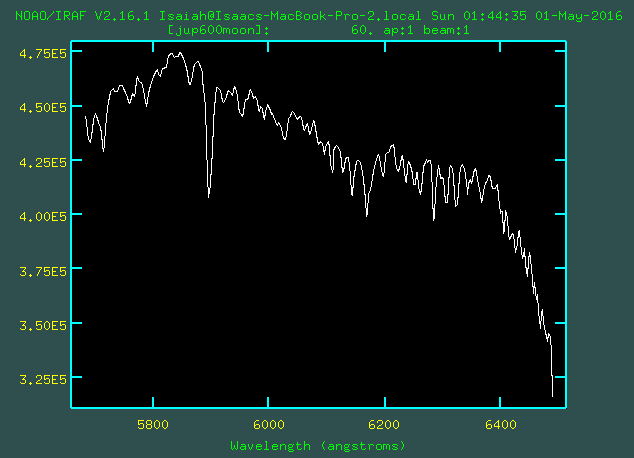 NOAO/IRAF V2.16.1 Isaiah@Isaacs-MacBook-Pro-2.local Sun 01:44:35 01-May-2016
[jup600moon]: 60. ap:1 beam:1
4.75E5
4.50E5
4.25E5
4.00E5
3.75E5
3.50E5
3.25E5
5800 6000 6200 6400
Wavelength (angstroms)